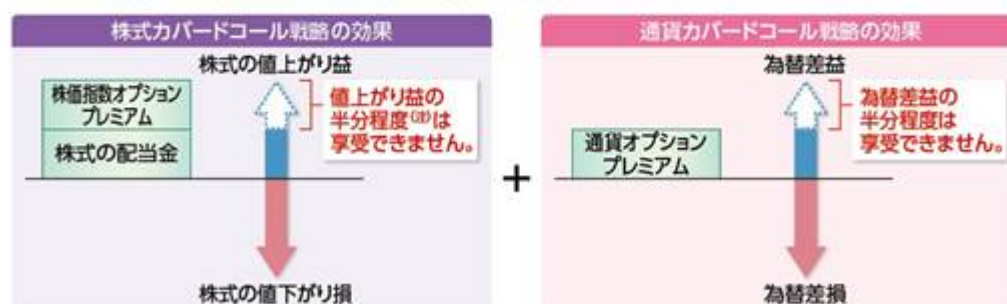 株式カバードコール戦略の効果
株式の値上がり益
株価指数オプション
プレミアム
株式の配当金
値上がり益の
半分程度(注)は
享受できません。
株式の値下がり損
+
通貨カバードコール戦略の効果
為替差益
通貨オプション
プレミアム
為替差益の
半分程度は
享受できません。
為替差損